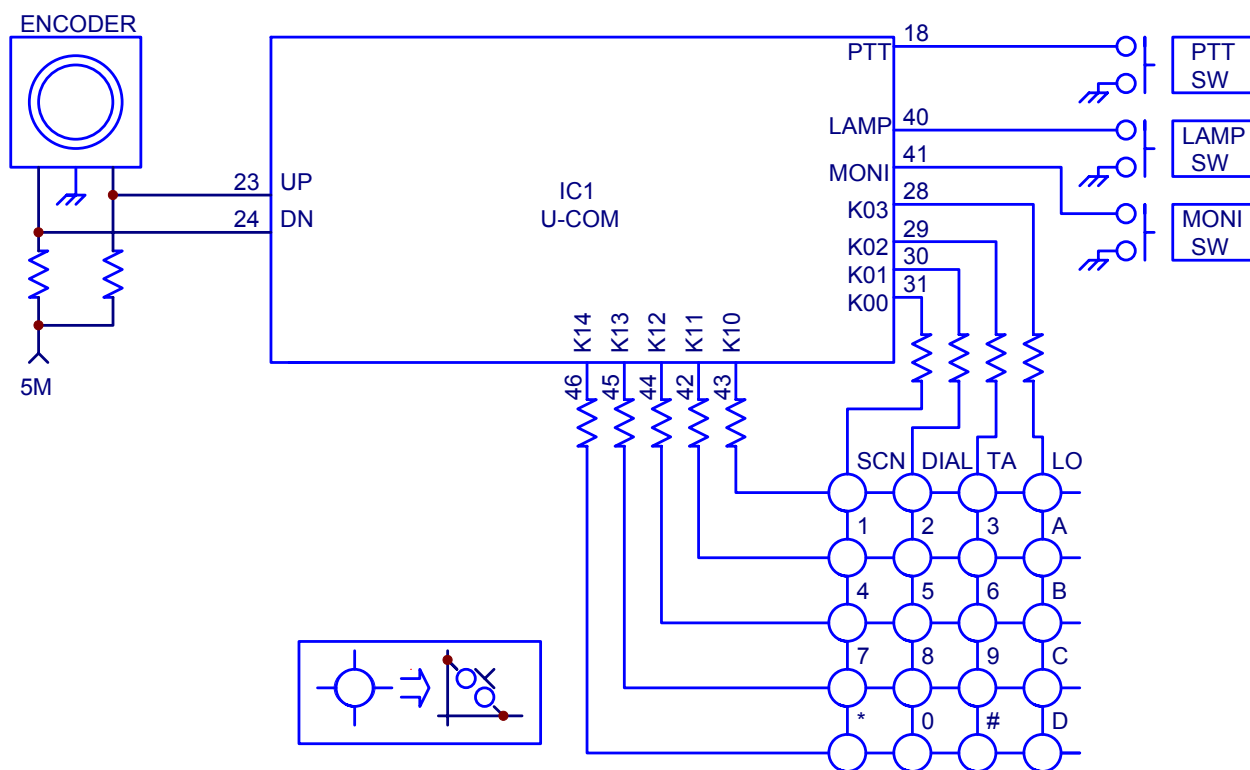 ENCODER
18
PTT
PTT
SW
40
LAMP
LAMP
SW
41
MONI
23
UP
IC1
U-COM
28
K03
MONI
SW
24
DN
29
K02
30
K01
31
K00
K14
K13
K12
K11
K10
5M
46
45
44
42
43
SCN
DIAL
TA
LO
1
2
3
A
4
5
6
B
7
8
9
C
*
0
#
D